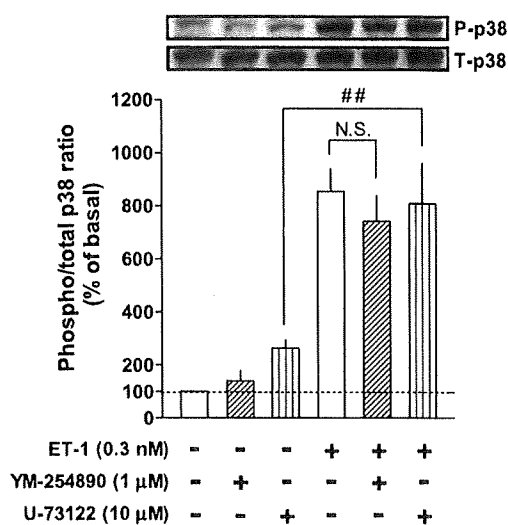 P-p38
T-p38
##
N.S.
1200
1000
800
600
400
200
100
0
Phospho/total p38 ratio
(% of basal)
ET-1 (0.3 nM) - - - + + +
YM-254890 (1 μM) - + - - + -
U-73122 (10 μM) - - + - - +